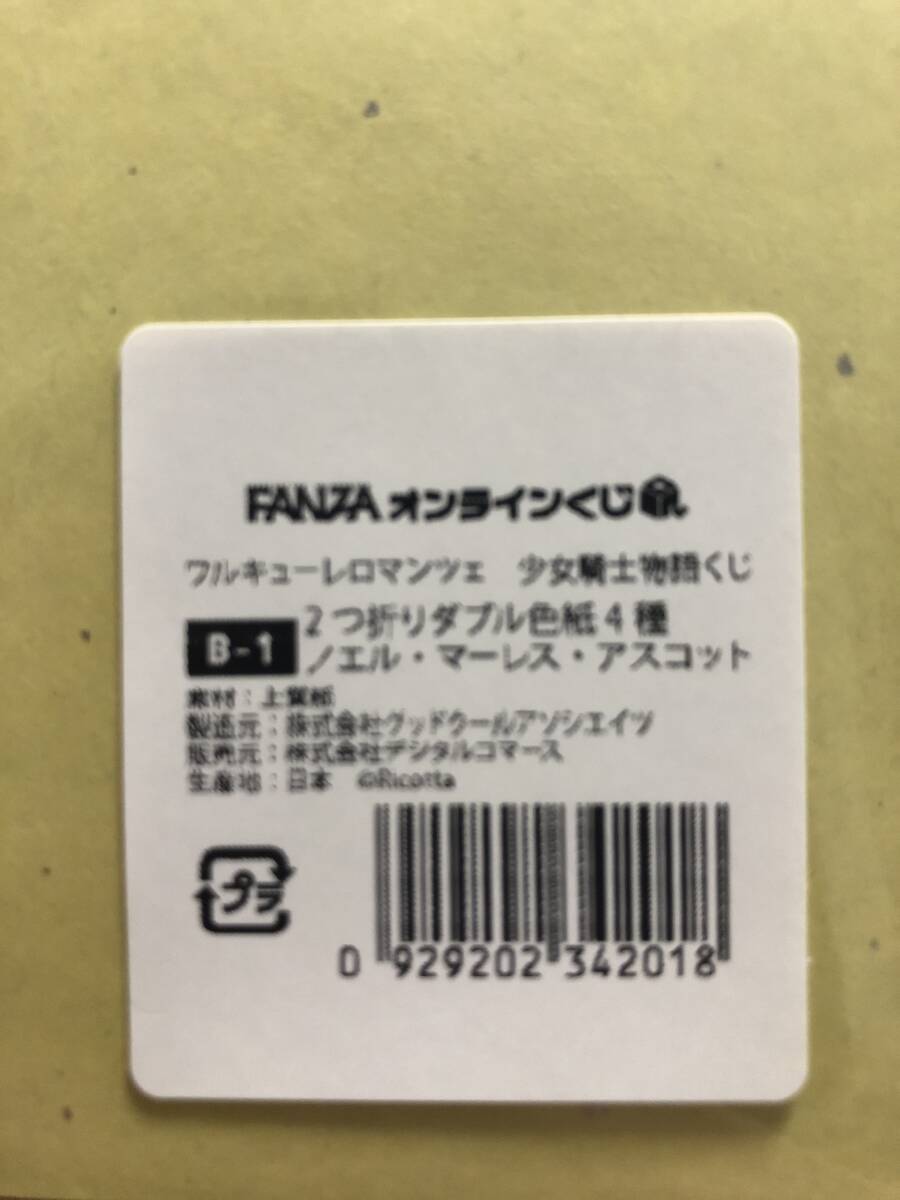 FANZA オンラインくじ
ワルキューレロマンツェ 少女騎士物語くじ
B-1
2つ折りダブル色紙4種
ノエル・マーレス・アスコット
素材：上質紙
製造元：株式会社グッドクールアソシエイツ
販売元：株式会社デジタルコマース
生産地：日本 ©Ricotta
プラ
0 929202 342018